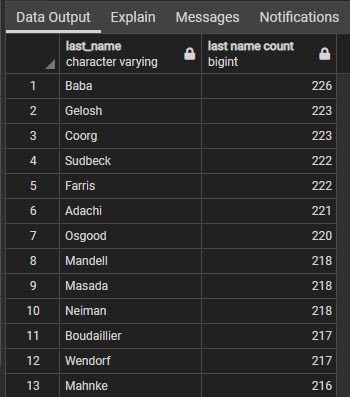 Data Output Explain Messages Notifications
last_name last name count
character varying bigint
1 Baba 226
2 Gelosh 223
3 Coorg 223
4 Sudbeck 222
5 Farris 222
6 Adachi 221
7 Osgood 220
8 Mandell 218
9 Masada 218
10 Neiman 218
11 Boudaillier 217
12 Wendorf 217
13 Mahnke 216